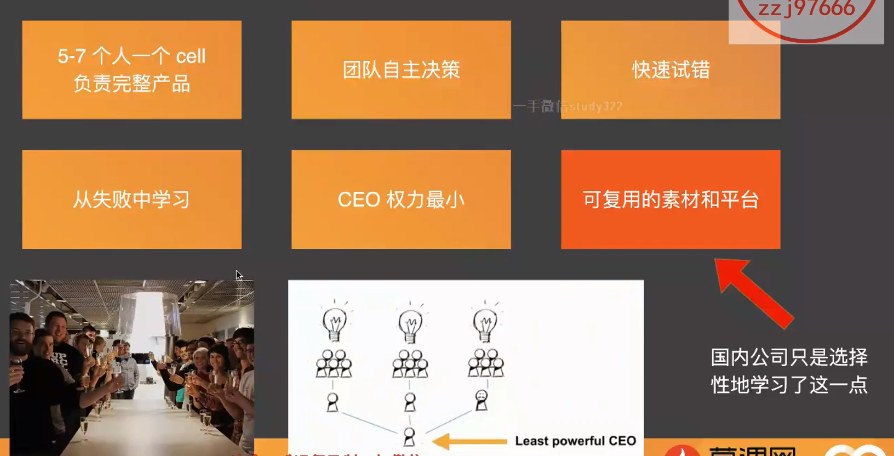 zzj97666
5-7 个人一个 cell
负责完整产品
团队自主决策
快速试错
一手微信study322
从失败中学习
CEO 权力最小
可复用的素材和平台
国内公司只是选择
性地学习了这一点
Least powerful CEO
慕课网